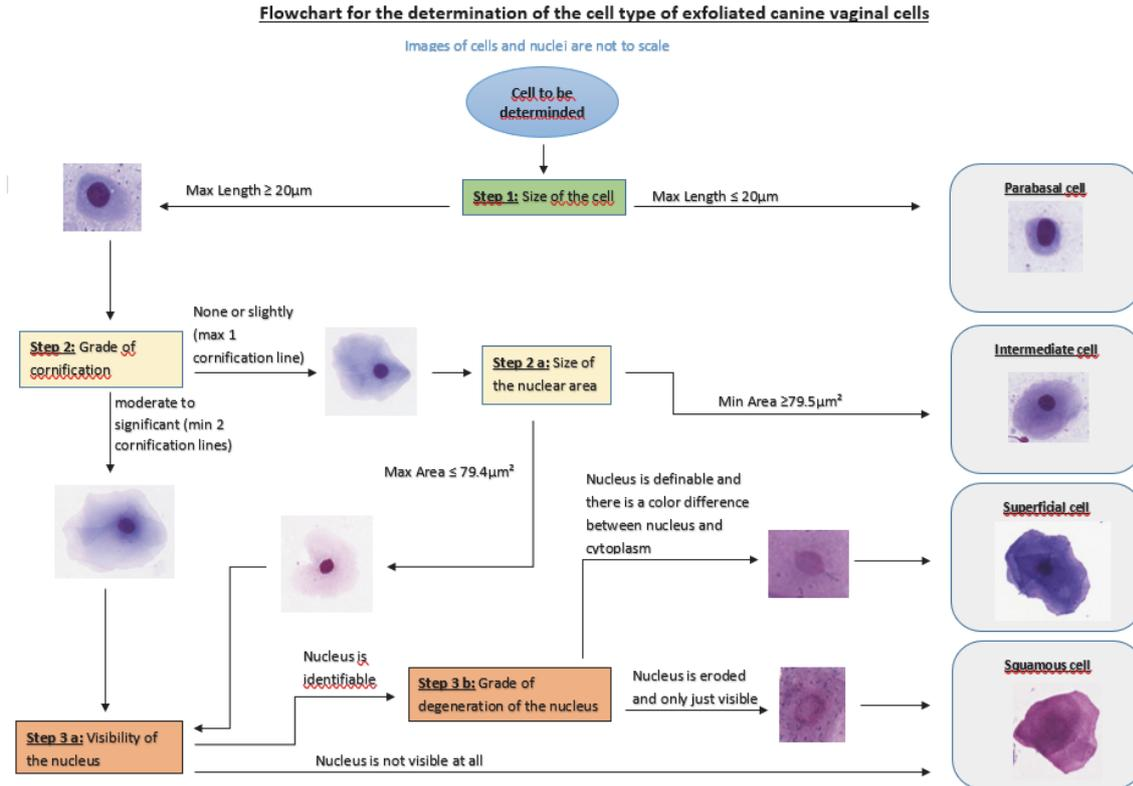 Flowchart for the determination of the cell type of exfoliated canine vaginal cells
Images of cells and nuclei are not to scale
Cell to be
determinded
Max Length ≥ 20µm
Step 1: Size of the cell
Max Length ≤ 20µm
Parabasal cell
None or slightly
(max 1
cornification line)
Step 2: Grade of
cornification
Step 2 a: Size of
the nuclear area
Intermediate cell
Min Area ≥79.5µm²
moderate to
significant (min 2
cornification lines)
Max Area ≤ 79.4µm²
Nucleus is definable and
there is a color difference
between nucleus and
cytoplasm
Superficial cell
Nucleus is
identifiable
Step 3 b: Grade of
degeneration of the nucleus
Nucleus is eroded
and only just visible
Squamous cell
Step 3 a: Visibility of
the nucleus
Nucleus is not visible at all